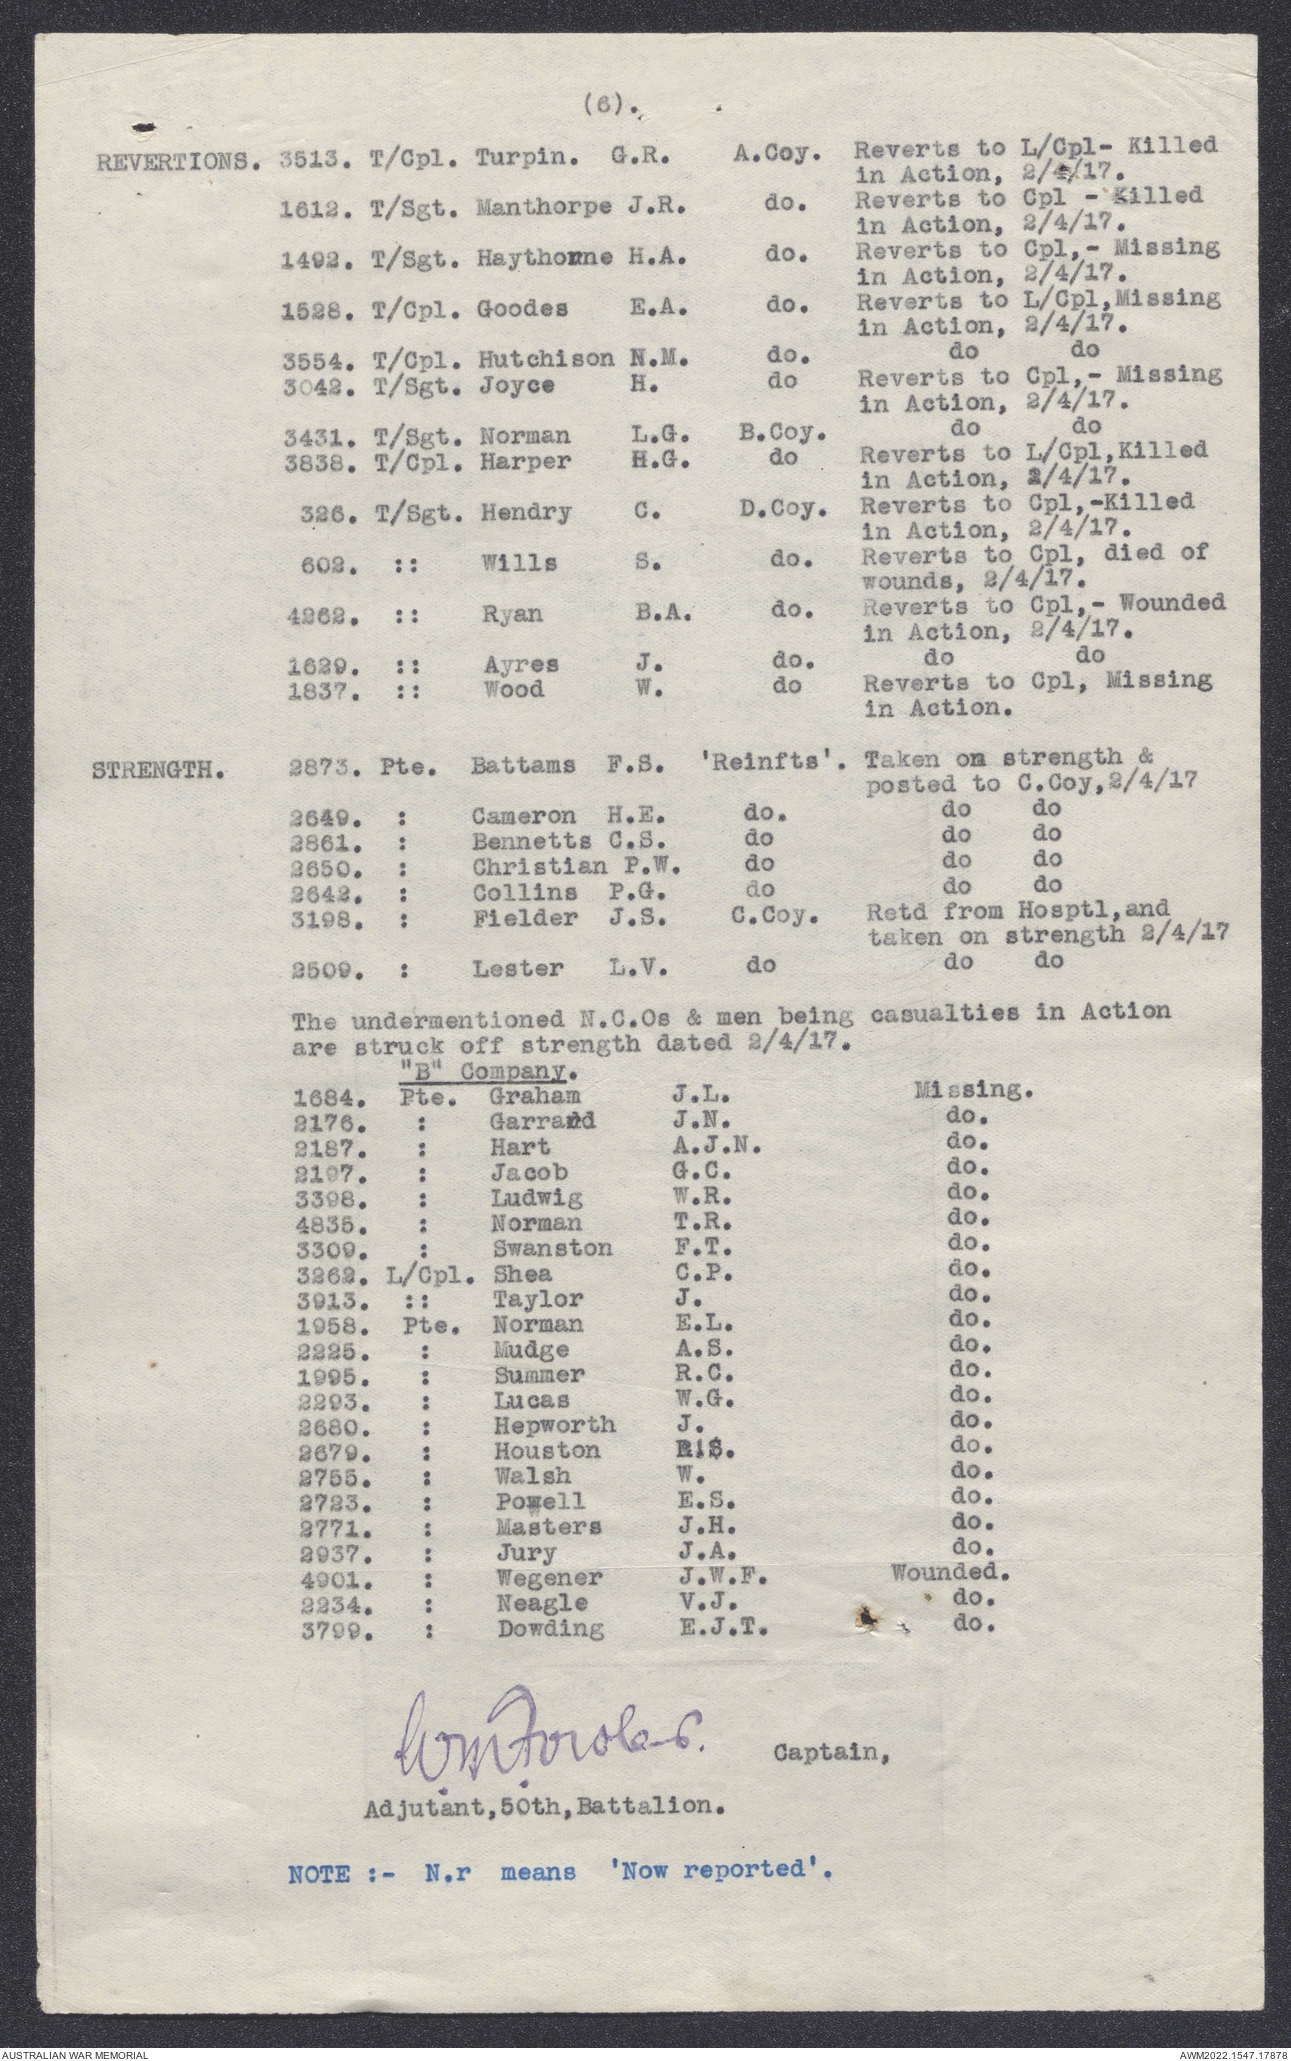 (6).
REVERTIONS. 3513. T/Cpl. Turpin. G.R. A.Coy. Reverts to L/Cpl- Killed
in Action, 2/4/17.
1612. T/Sgt. Manthorpe J.R. do. Reverts to Cpl - Killed
in Action, 2/4/17.
1492. T/Sgt. Haythorne H.A. do. Reverts to Cpl,- Missing
in Action, 2/4/17.
1528. T/Cpl. Goodes E.A. do. Reverts to L/Cpl,Missing
in Action, 2/4/17.
3554. T/Cpl. Hutchison N.M. do. do do
3042. T/Sgt. Joyce H. do Reverts to Cpl,- Missing
in Action, 2/4/17.
3431. T/Sgt. Norman L.G. B.Coy. do do
3838. T/Cpl. Harper H.G. do Reverts to L/Cpl,Killed
in Action, 2/4/17.
326. T/Sgt. Hendry C. D.Coy. Reverts to Cpl,-Killed
in Action, 2/4/17.
602. :: Wills S. do. Reverts to Cpl, died of
wounds, 2/4/17.
4262. :: Ryan B.A. do. Reverts to Cpl,- Wounded
in Action, 2/4/17.
1629. :: Ayres J. do. do do
1837. :: Wood W. do Reverts to Cpl, Missing
in Action.
STRENGTH. 2873. Pte. Battams F.S. 'Reinfts'. Taken on strength &
posted to C.Coy,2/4/17
2649. : Cameron H.E. do. do do
2861. : Bennetts C.S. do do do
2650. : Christian P.W. do do do
2642. : Collins P.G. do do do
3198. : Fielder J.S. C.Coy. Retd from Hosptl,and
taken on strength 2/4/17
2509. : Lester L.V. do do do
The undermentioned N.C.Os & men being casualties in Action
are struck off strength dated 2/4/17.
"B" Company.
1684. Pte. Graham J.L. Missing.
2176. : Garrard J.N. do.
2187. : Hart A.J.N. do.
2197. : Jacob G.C. do.
3398. : Ludwig W.R. do.
4835. : Norman T.R. do.
3309. : Swanston F.T. do.
3262. L/Cpl. Shea C.P. do.
3913. :: Taylor J. do.
1958. Pte. Norman E.L. do.
2225. : Mudge A.S. do.
1995. : Summer R.C. do.
2293. : Lucas W.G. do.
2680. : Hepworth J. do.
2679. : Houston do.
2755. : Walsh W. do.
2723. : Powell E.S. do.
2771. : Masters J.H. do.
2937. : Jury J.A. do.
4901. : Wegener J.W.F. Wounded.
2234. : Neagle V.J. do.
3799. : Dowding E.J.T. do.
Captain,
Adjutant,50th,Battalion.
NOTE :- N.r means 'Now reported'.
AUSTRALIAN WAR MEMORIAL AWM2022.1547.17878